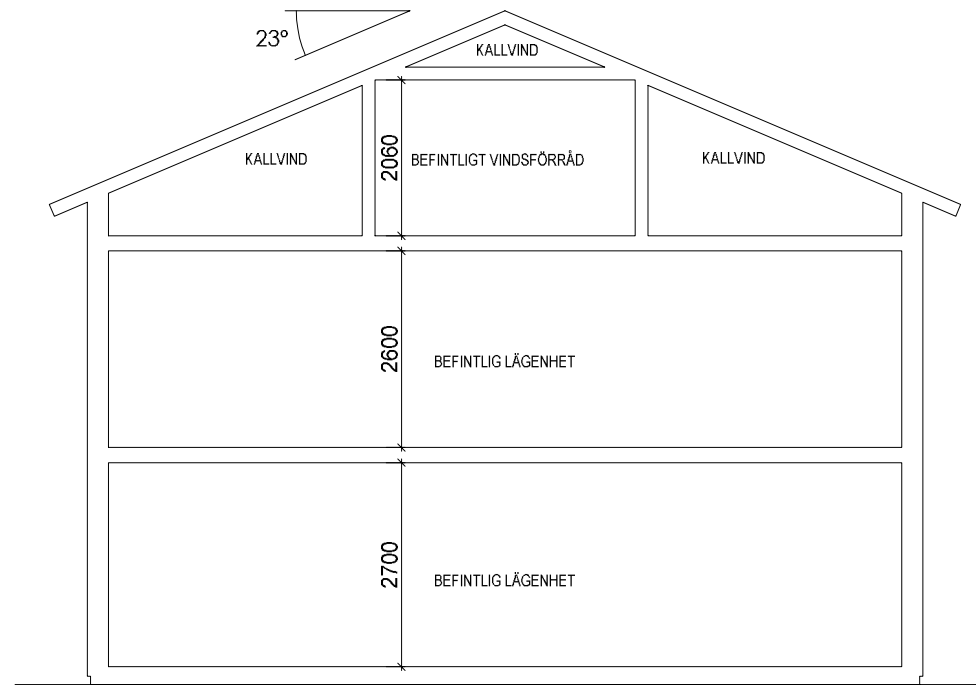 23°
KALLVIND
KALLVIND
2060
BEFINTLIGT VINDSFÖRRÅD
KALLVIND
2600
BEFINTLIG LÄGENHET
2700
BEFINTLIG LÄGENHET